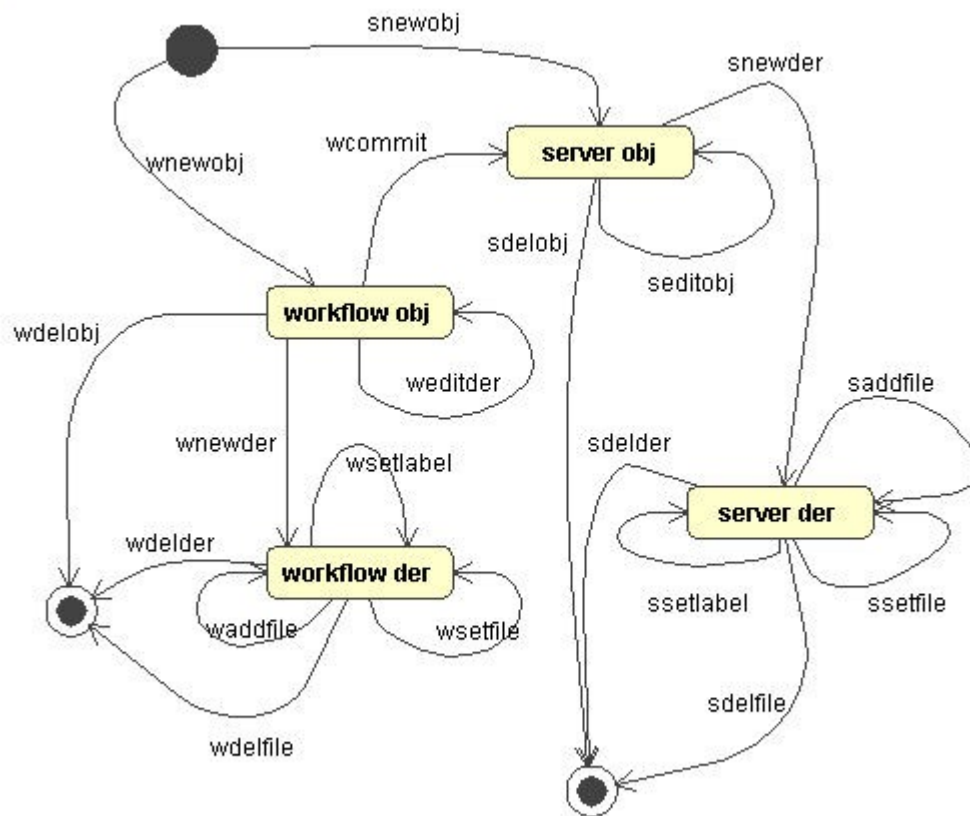 snewobj
snewder
wcommit
server obj
wnewobj
sdelobj
seditobj
workflow obj
wdelobj
weditder
saddfile
wnewder
sdelder
wsetlabel
server der
wdelder
workflow der
ssetlabel
ssetfile
waddfile
wsetfile
sdelfile
wdelfile